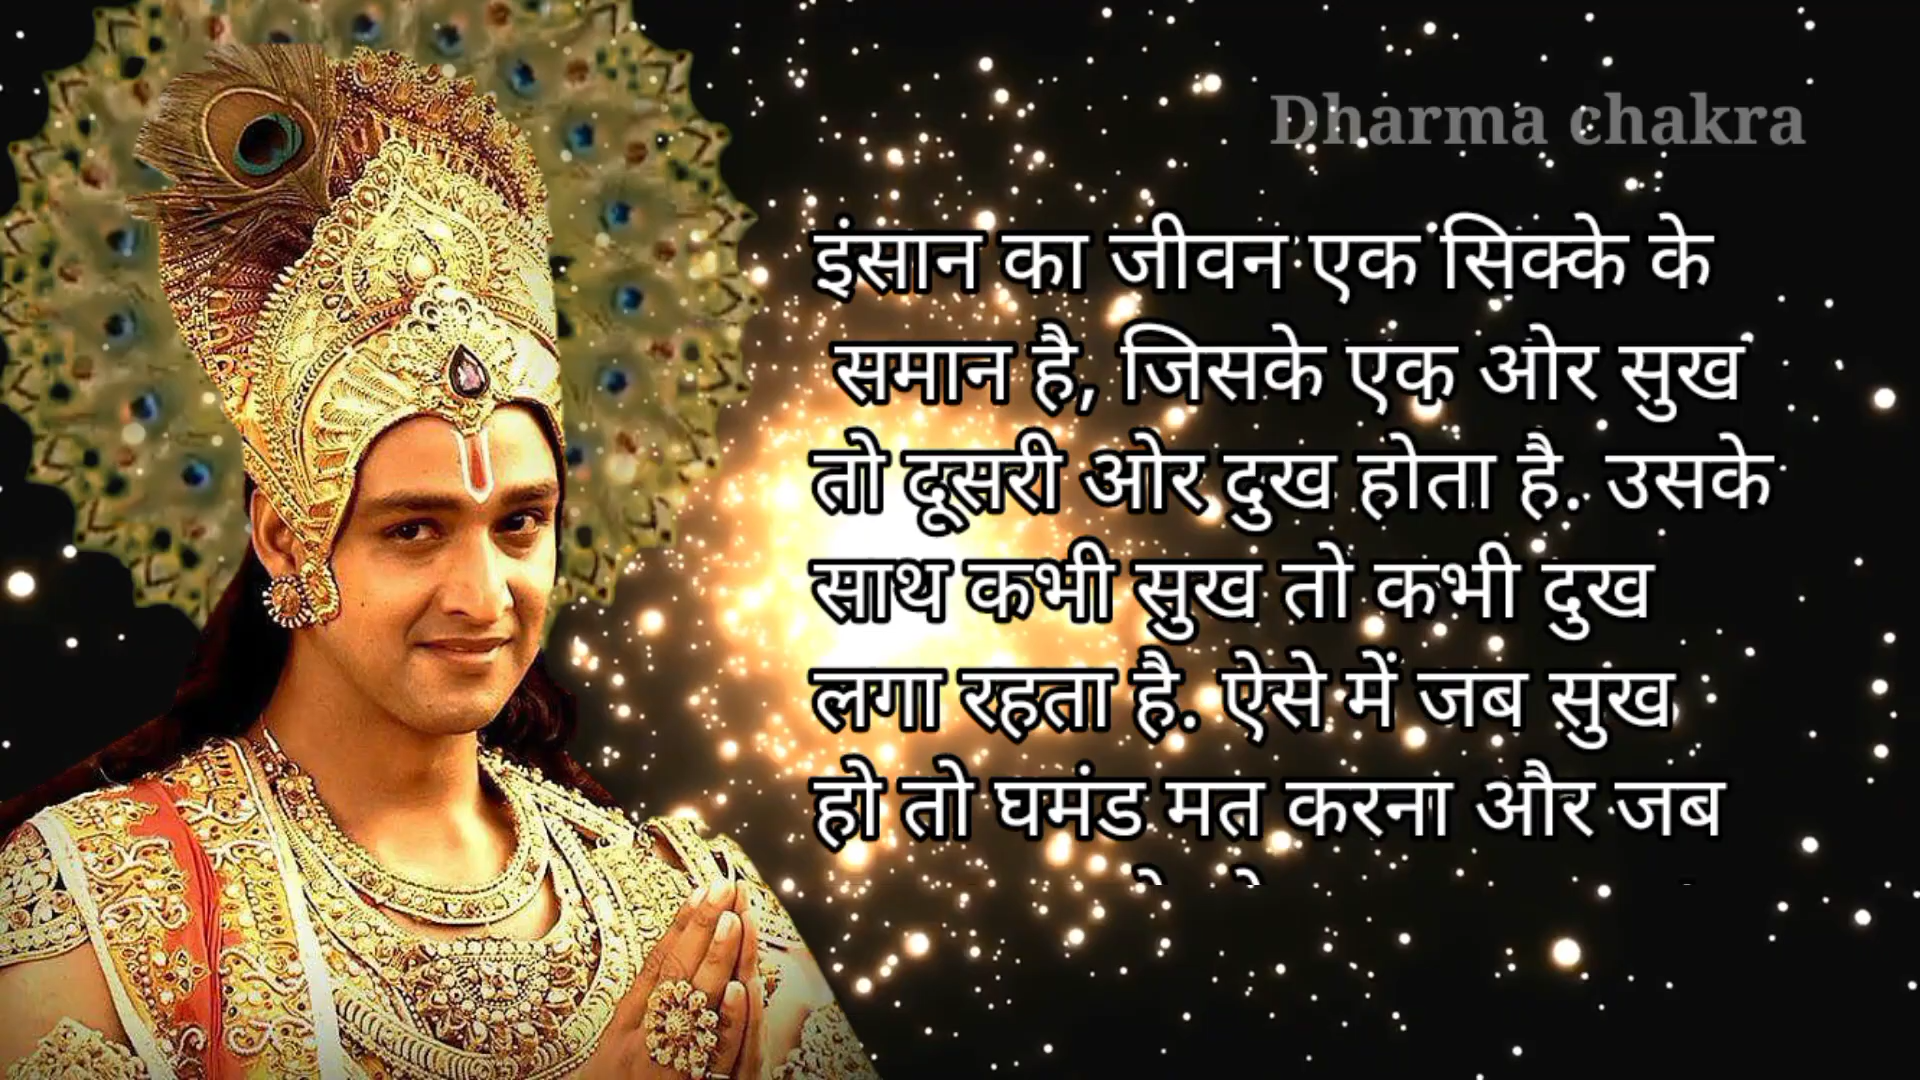 Dharma chakra
इंसान का जीवन एक सिक्के के
समान है, जिसके एक ओर सुख
तो दूसरी ओर दुख होता है. उसके
साथ कभी सुख तो कभी दुख
लगा रहता है. ऐसे में जब सुख
हो तो घमंड मत करना और जब